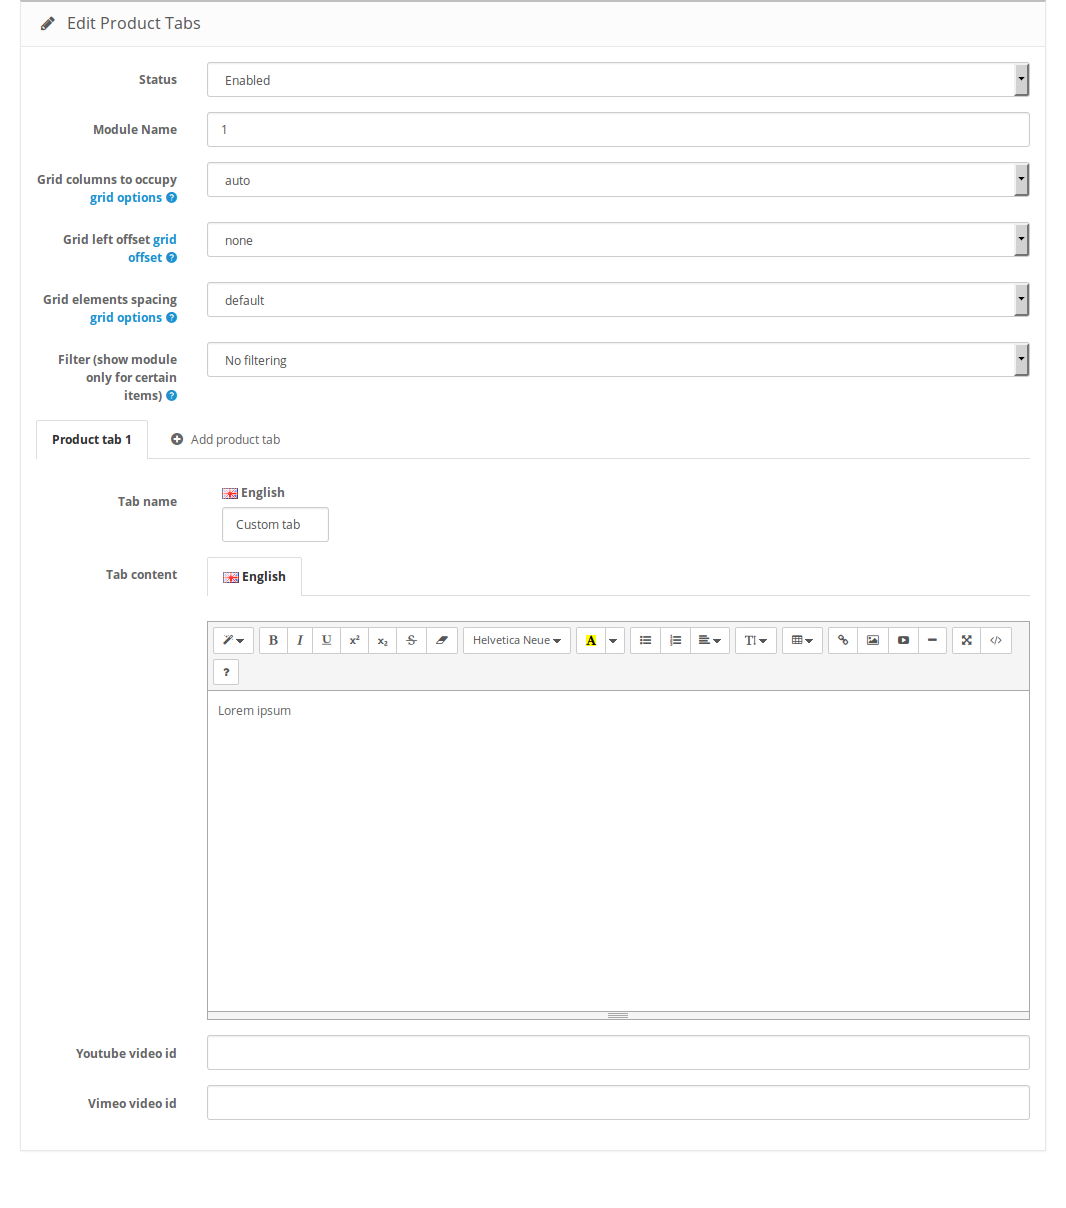 Edit Product Tabs
Status
Enabled
Module Name
1
Grid columns to occupy
grid options ?
auto
Grid left offset grid
offset ?
none
Grid elements spacing
grid options ?
default
Filter (show module
only for certain
items) ?
No filtering
Product tab 1
Add product tab
Tab name
English
Custom tab
Tab content
English
B I U x² x₂ S Helvetica Neue A TI </>
?
Lorem ipsum
Youtube video id
Vimeo video id